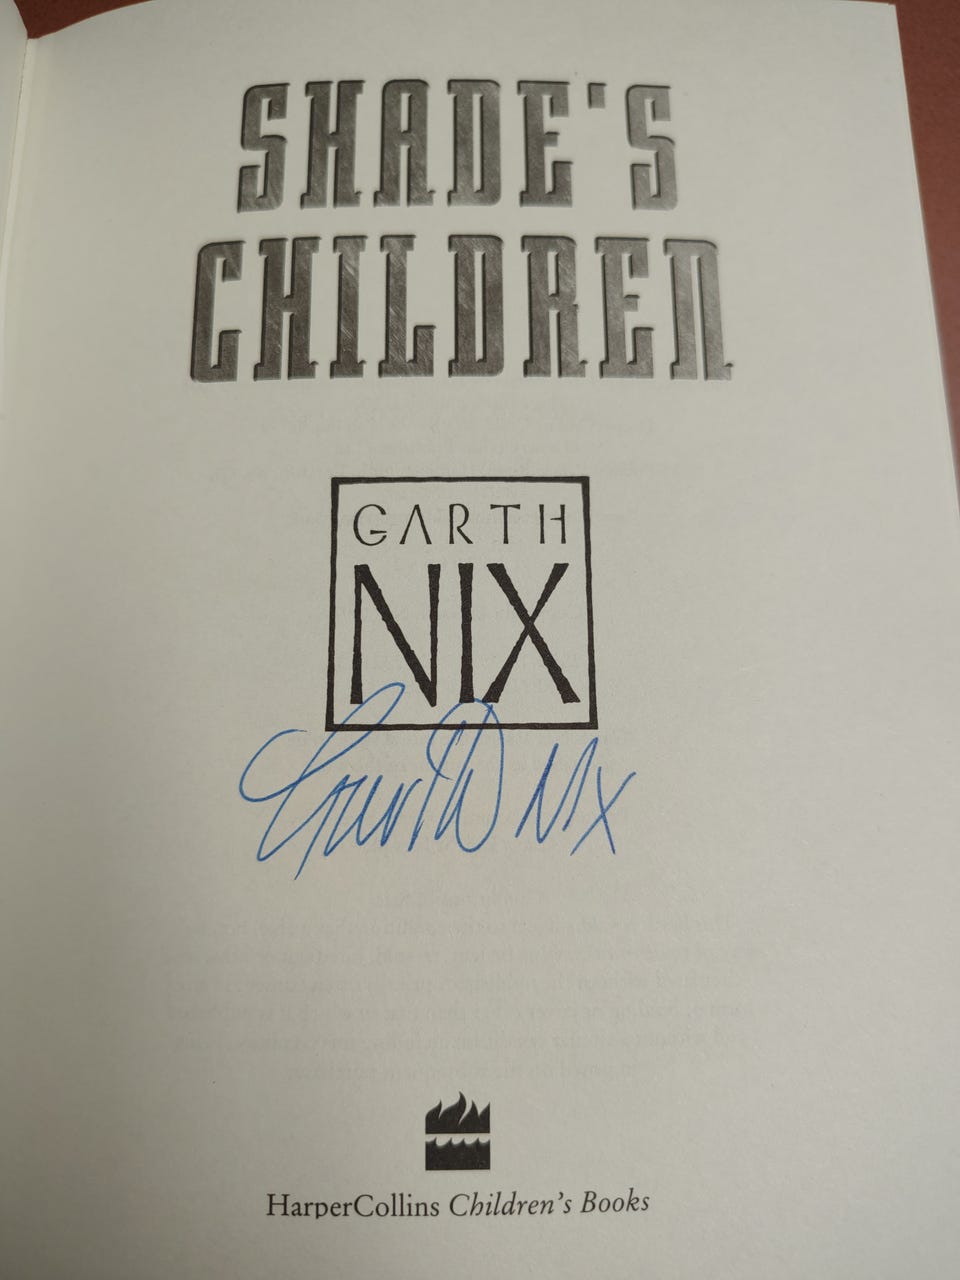 SHADE'S
CHILDREN
GARTH
NIX
Garth Nix
HarperCollins Children's Books